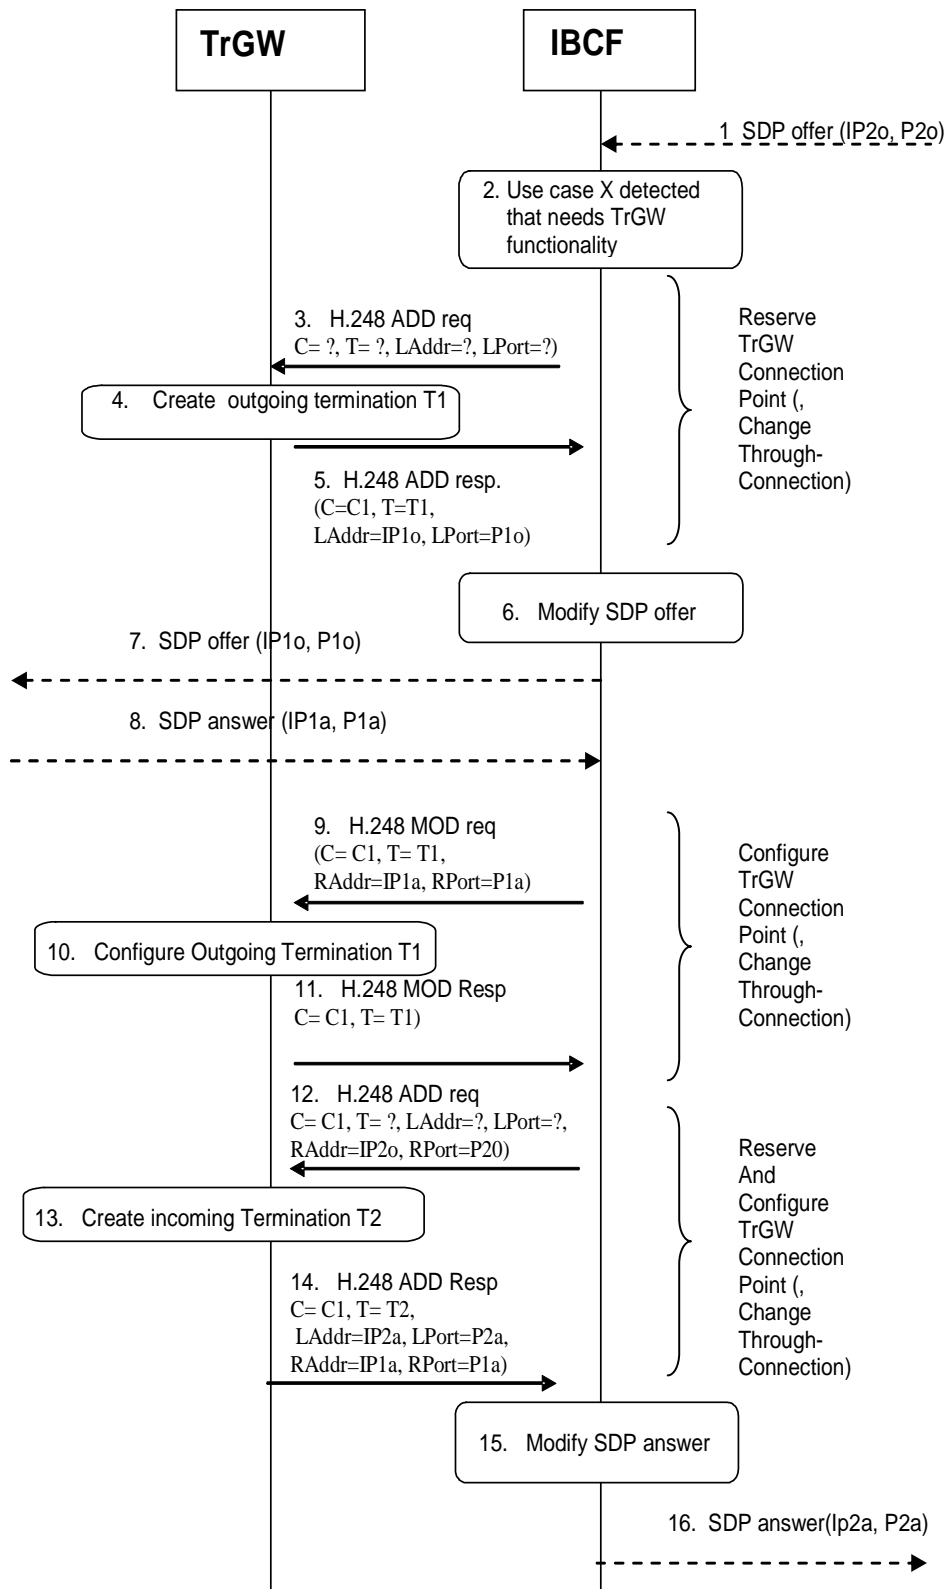 TrGW
IBCF
1 SDP offer (IP2o, P2o)
2. Use case X detected
that needs TrGW
functionality
3. H.248 ADD req
C= ?, T= ?, LAddr=?, LPort=?)
Reserve
TrGW
Connection
Point (,
Change
Through-
Connection)
4. Create outgoing termination T1
5. H.248 ADD resp.
(C=C1, T=T1,
LAddr=IP1o, LPort=P1o)
6. Modify SDP offer
7. SDP offer (IP1o, P1o)
8. SDP answer (IP1a, P1a)
9. H.248 MOD req
(C= C1, T= T1,
RAddr=IP1a, RPort=P1a)
Configure
TrGW
Connection
Point (,
Change
Through-
Connection)
10. Configure Outgoing Termination T1
11. H.248 MOD Resp
C= C1, T= T1)
12. H.248 ADD req
C= C1, T= ?, LAddr=?, LPort=?,
RAddr=IP2o, RPort=P20)
Reserve
And
Configure
TrGW
Connection
Point (,
Change
Through-
Connection)
13. Create incoming Termination T2
14. H.248 ADD Resp
C= C1, T= T2,
LAddr=IP2a, LPort=P2a,
RAddr=IP1a, RPort=P1a)
15. Modify SDP answer
16. SDP answer(Ip2a, P2a)